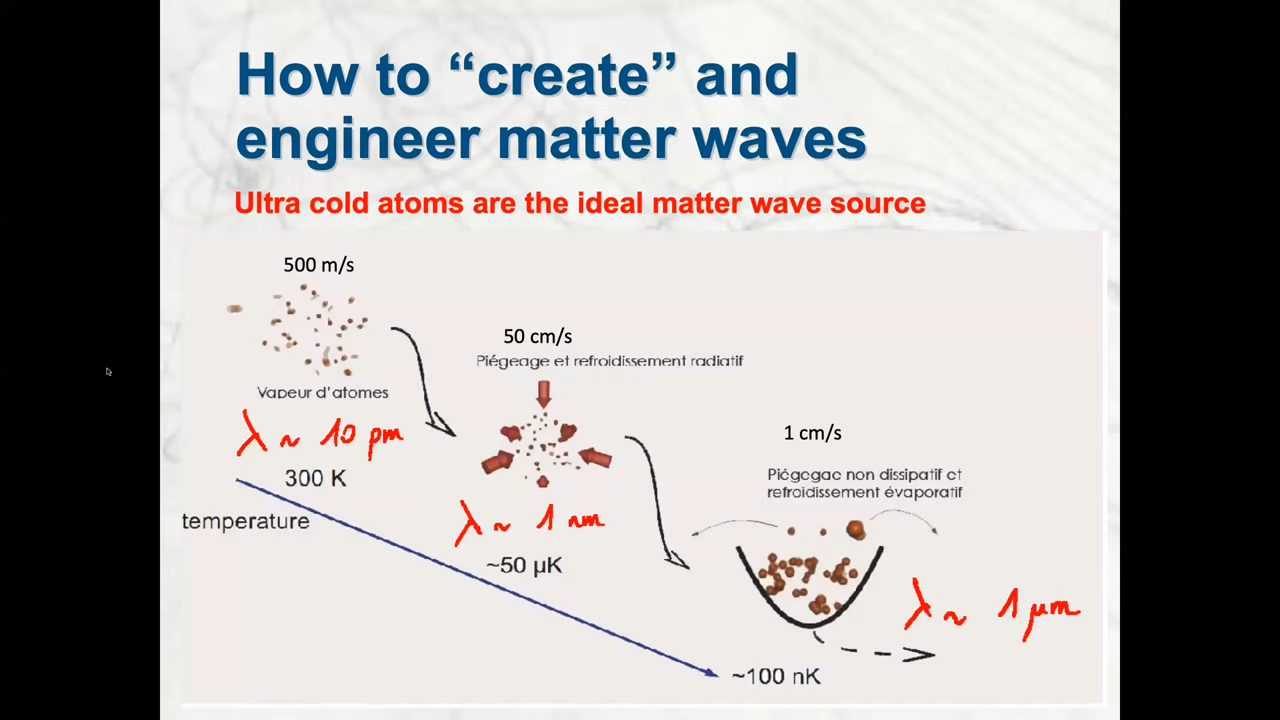 How to “create” and
engineer matter waves
Ultra cold atoms are the ideal matter wave source
500 m/s
Vapeur d’atomes
λ ~ 10 pm
300 K
temperature
50 cm/s
Piégeage et refroidissement radiatif
λ ~ 1 nm
~50 µK
1 cm/s
Piégegac non dissipatif et
refroidissement évaporatif
λ ~ 1 µm
~100 nK